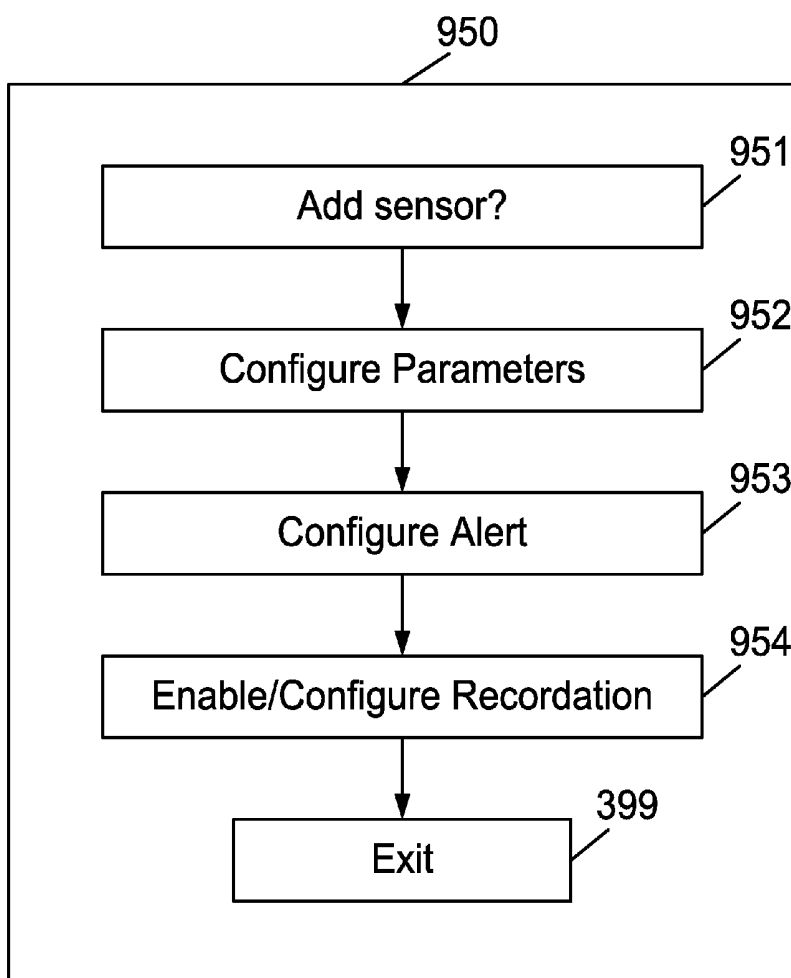 950
951
Add sensor?
952
Configure Parameters
953
Configure Alert
954
Enable/Configure Recordation
399
Exit